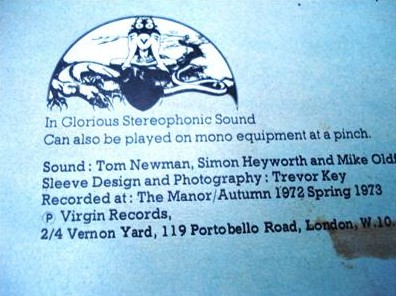 In Glorious Stereophonic Sound
Can also be played on mono equipment at a pinch.
Sound : Tom Newman, Simon Heyworth and Mike Oldf
Sleeve Design and Photography : Trevor Key
Recorded at : The Manor/Autumn 1972 Spring 1973
Ⓟ Virgin Records,
2/4 Vernon Yard, 119 Portobello Road, London, W.10.